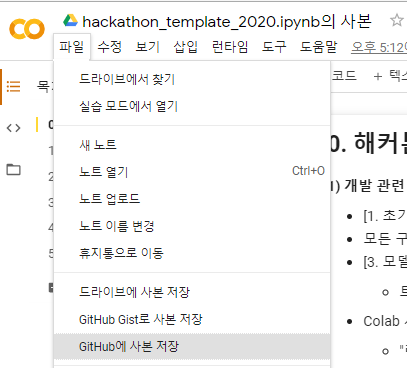 hackathon_template_2020.ipynb의 사본
파일 수정 보기 삽입 런타임 도구 도움말 오후 5:12
드라이브에서 찾기
실습 모드에서 열기
새 노트
노트 열기 Ctrl+O
노트 업로드
노트 이름 변경
휴지통으로 이동
드라이브에 사본 저장
GitHub Gist로 사본 저장
GitHub에 사본 저장
코드 + 텍스
0. 해커
1) 개발 관련
• [1. 초기
• 모든 구
• [3. 모델
• Colab